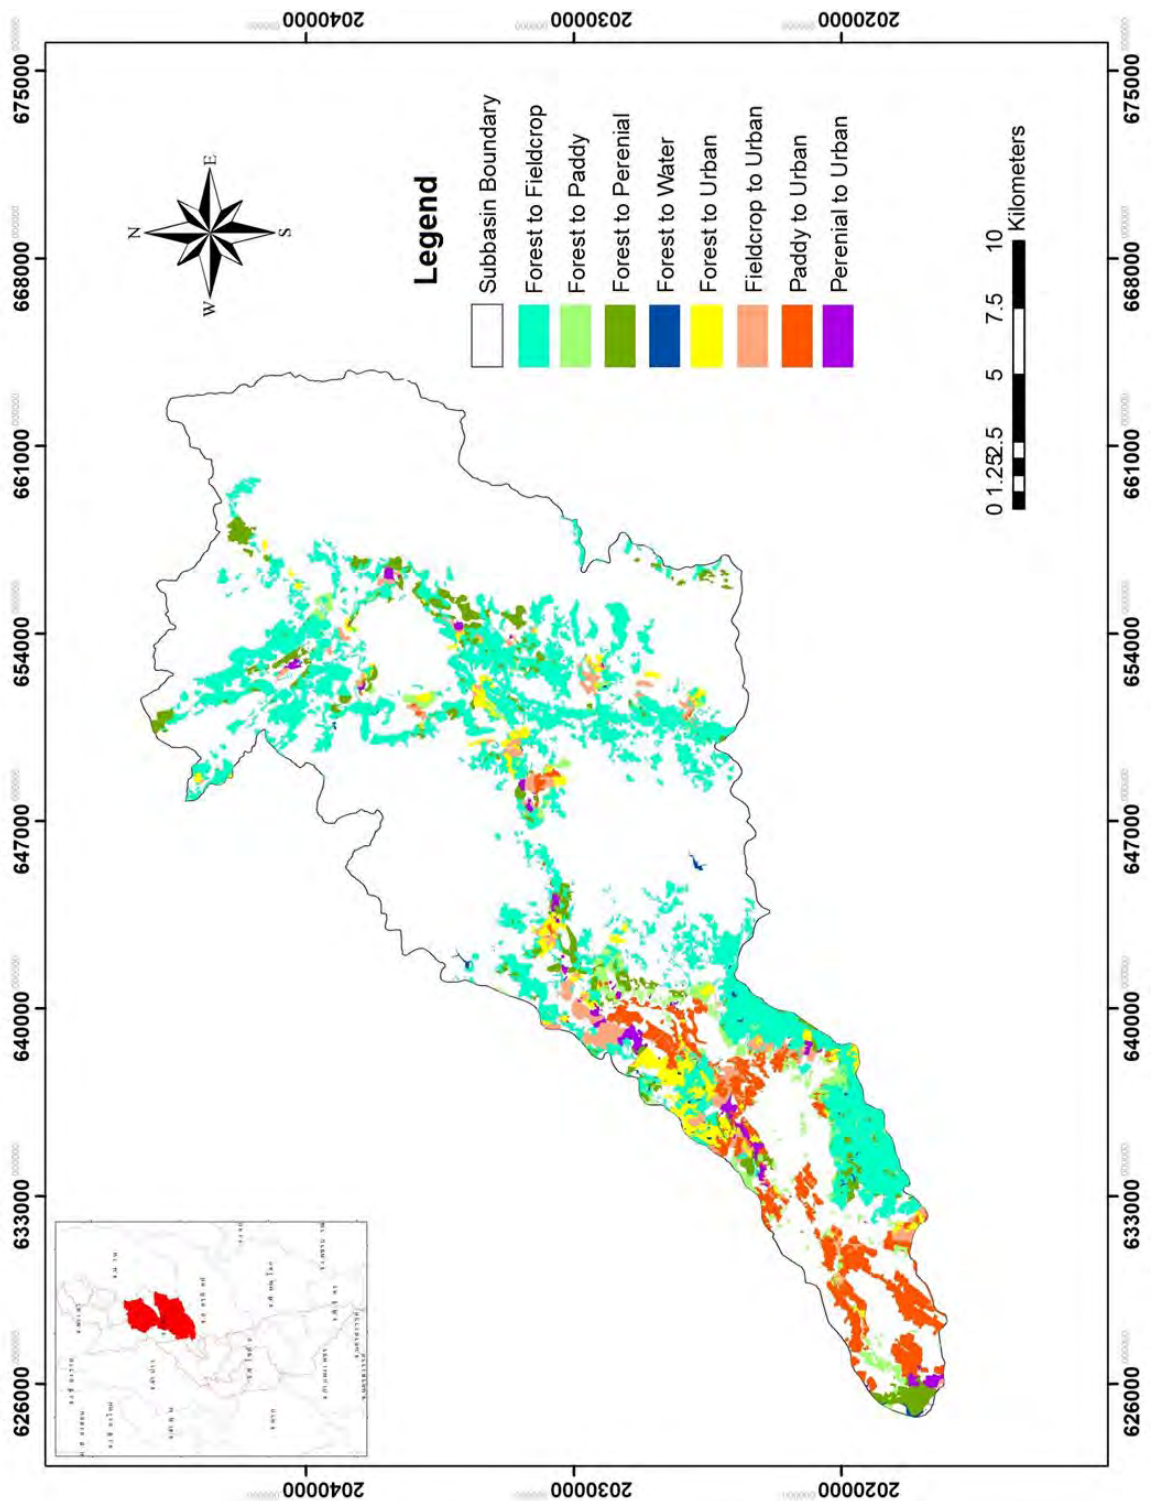 626000
633000
640000
647000
654000
661000
668000
675000
2040000
2030000
2020000
2040000
2030000
2020000
N
W
E
S
Legend
Subbasin Boundary
Forest to Fieldcrop
Forest to Paddy
Forest to Perenial
Forest to Water
Forest to Urban
Fieldcrop to Urban
Paddy to Urban
Perenial to Urban
0 1.25 2.5 5 7.5 10
Kilometers
626000
633000
640000
647000
654000
661000
668000
675000